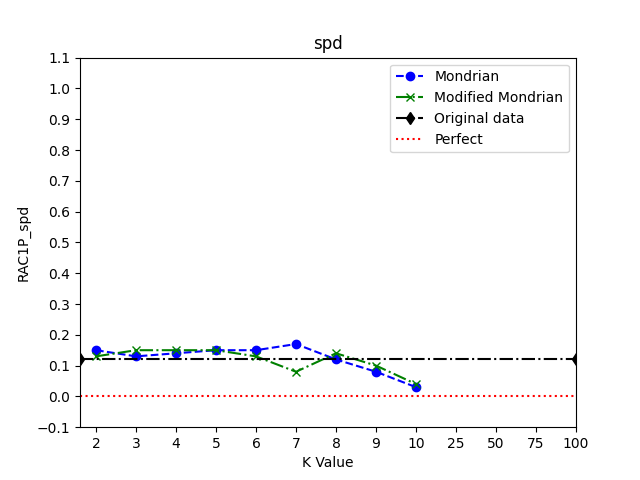 spd
Mondrian
Modified Mondrian
Original data
Perfect
RAC1P_spd
1.1
1.0
0.9
0.8
0.7
0.6
0.5
0.4
0.3
0.2
0.1
0.0
−0.1
2 3 4 5 6 7 8 9 10 25 50 75 100
K Value